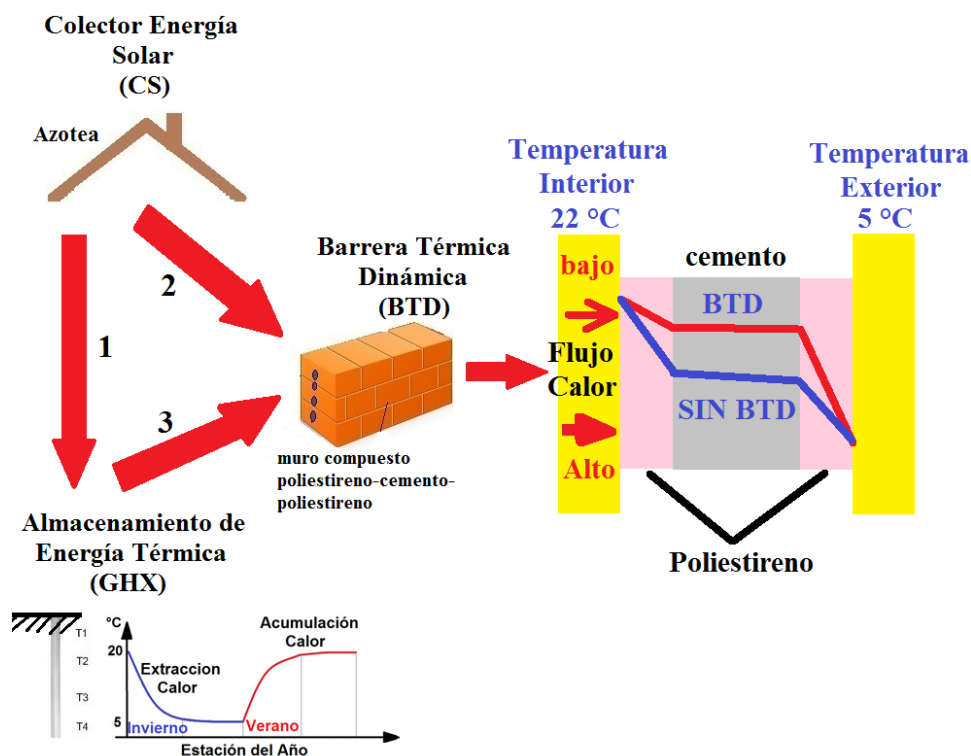 Colector Energía
Solar
(CS)
Azotea
1
2
3
Barrera Térmica
Dinámica
(BTD)
muro compuesto
poliestireno-cemento-
poliestireno
Almacenamiento de
Energía Térmica
(GHX)
Temperatura
Interior
22 °C
Temperatura
Exterior
5 °C
bajo
Flujo
Calor
Alto
cemento
BTD
SIN BTD
Poliestireno
T1
T2
T3
T4
°C
20
5
Extraccion
Calor
Invierno
Acumulación
Calor
Verano
Estación del Año